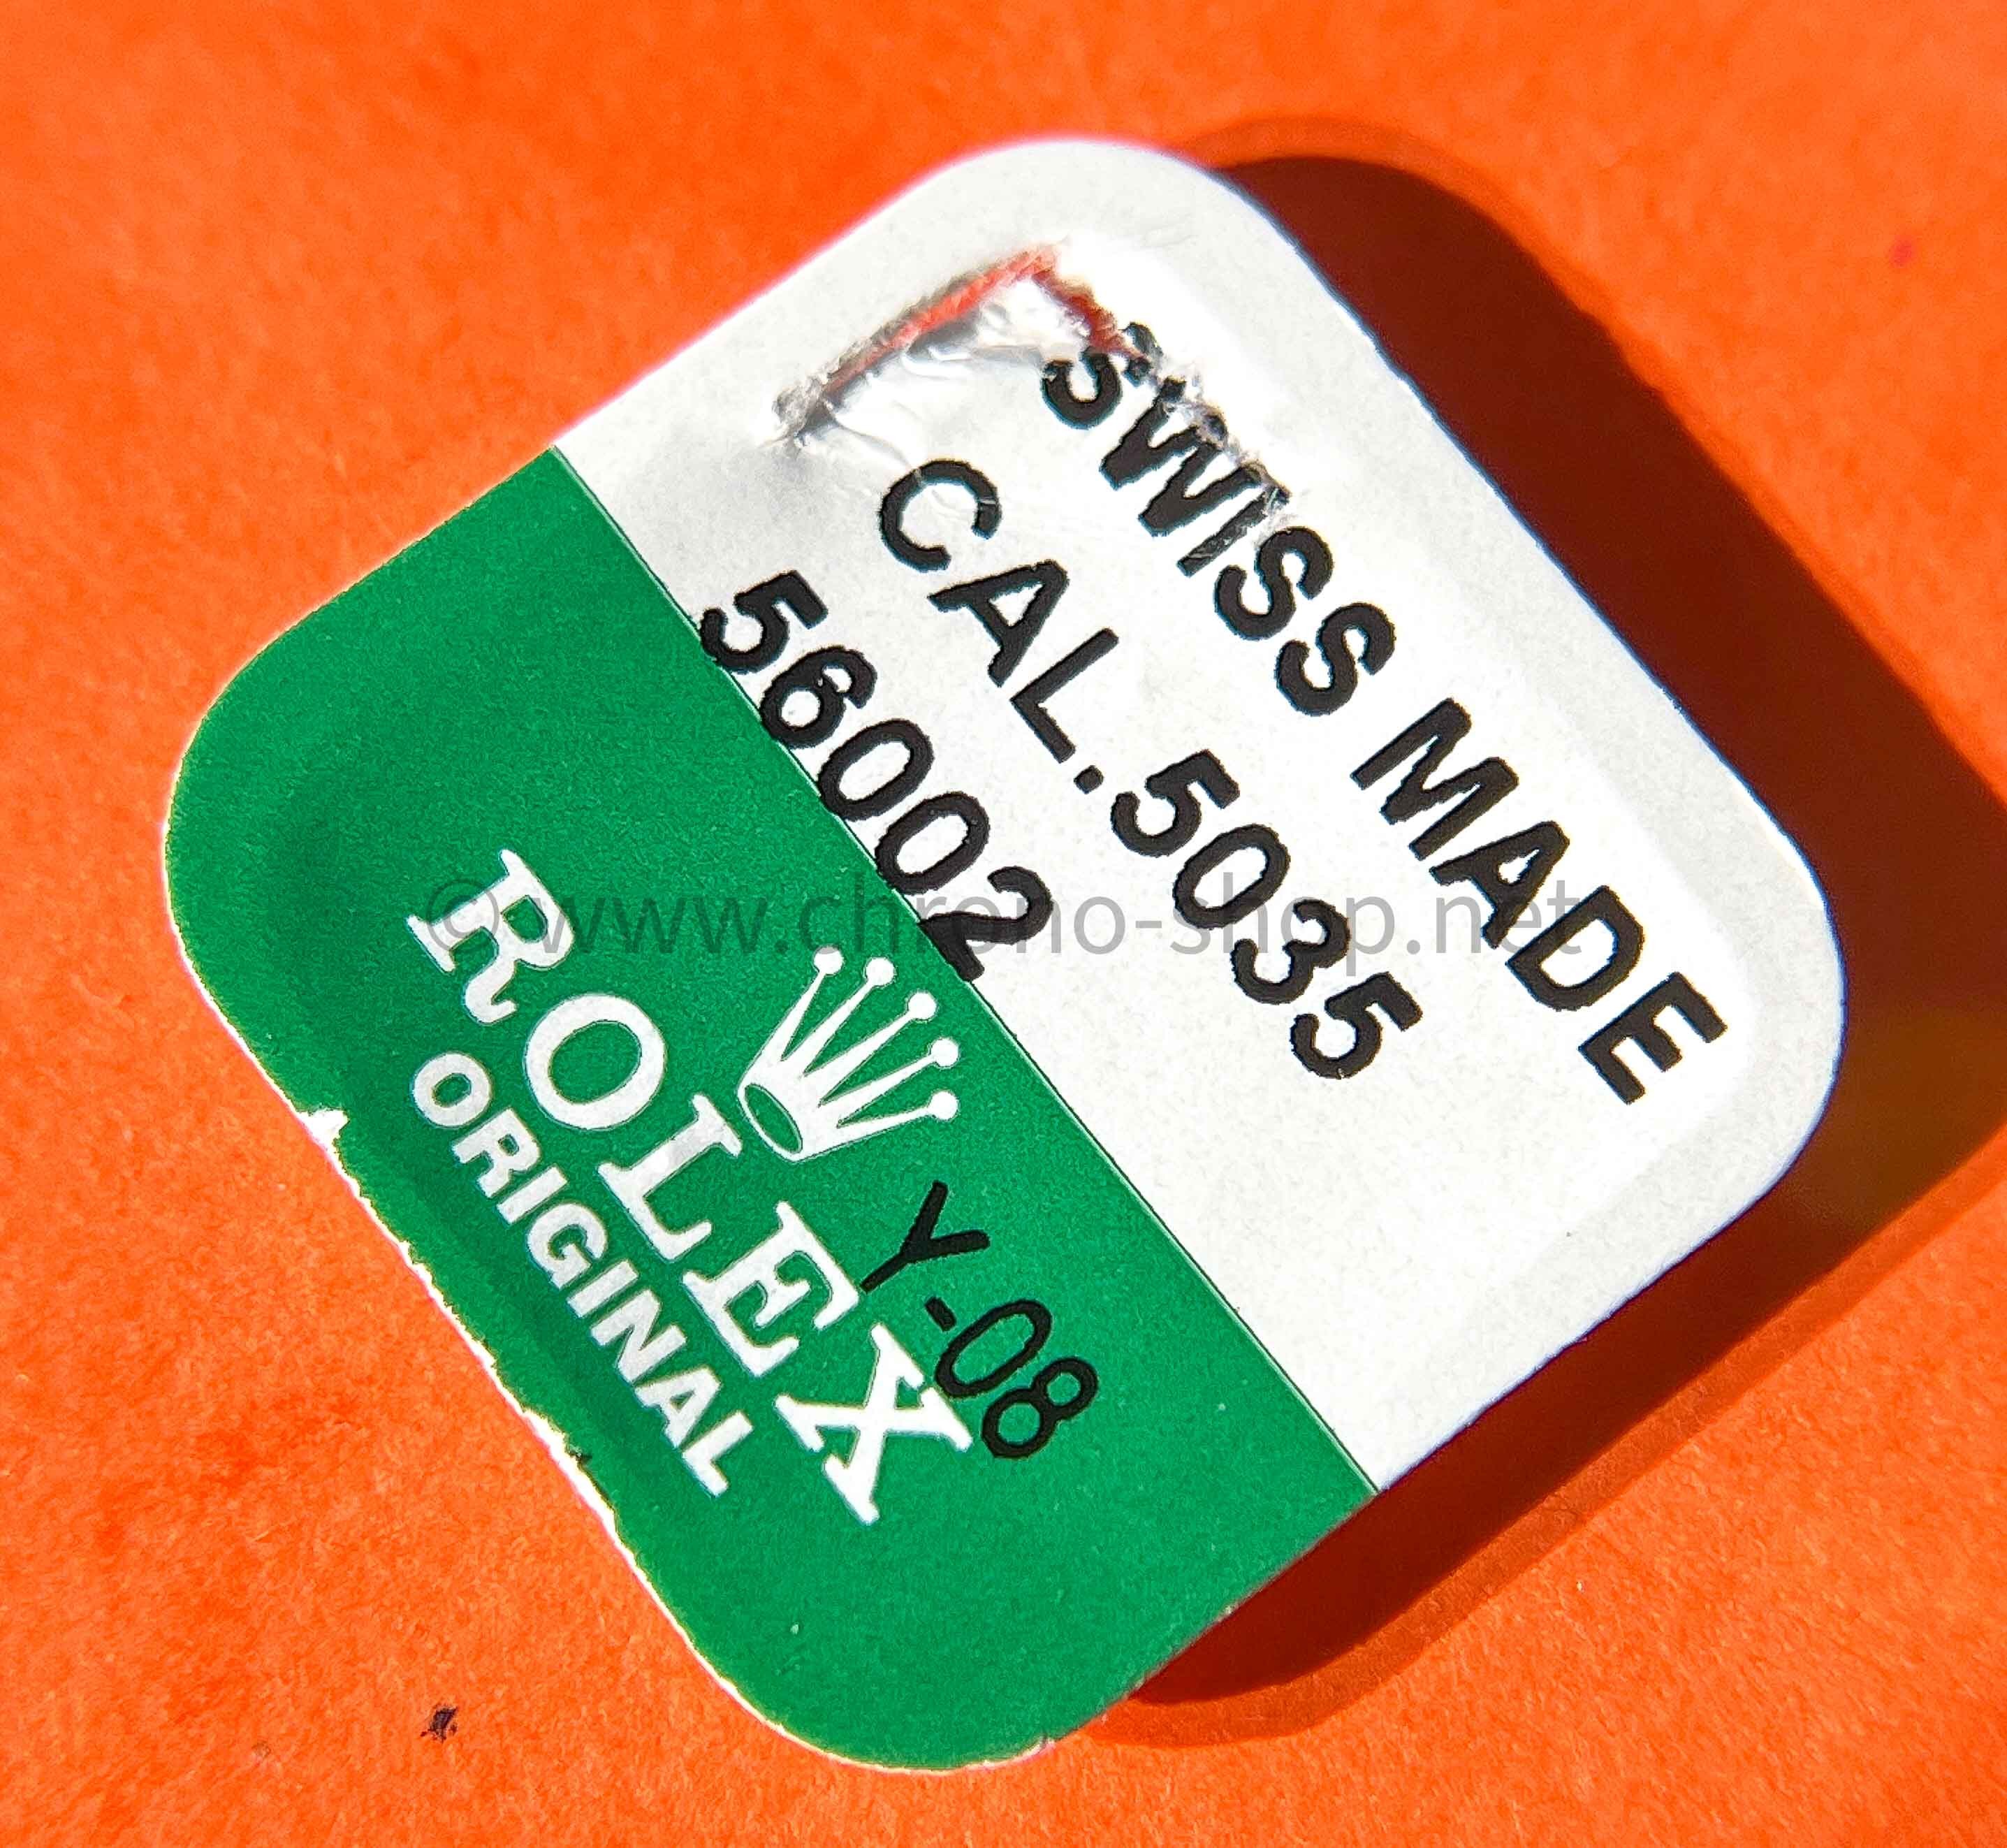 SWISS MADE
CAL.5035
56002
© www.chrono-shop.net
Y-08
ROLEX
ORIGINAL